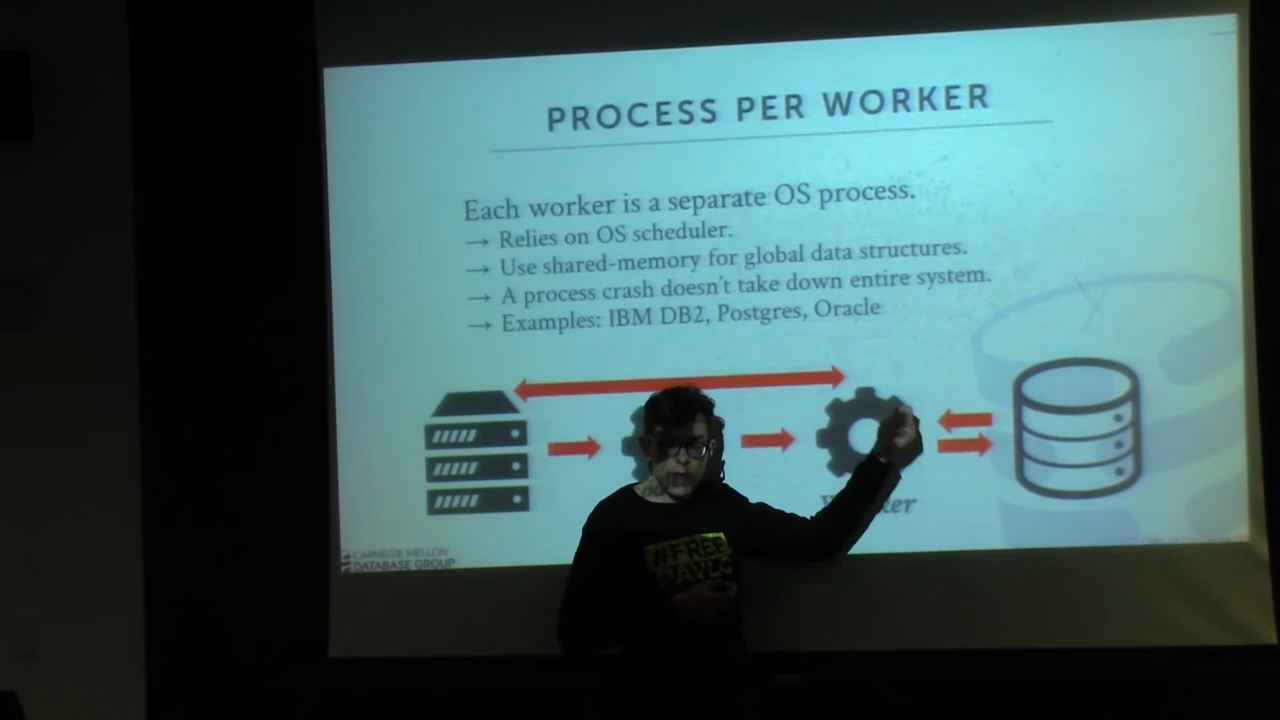 PROCESS PER WORKER
Each worker is a separate OS process.
→ Relies on OS scheduler.
→ Use shared-memory for global data structures.
→ A process crash doesn't take down entire system.
→ Examples: IBM DB2, Postgres, Oracle
#FREE
PAVLO
CARNEGIE MELLON
DATABASE GROUP